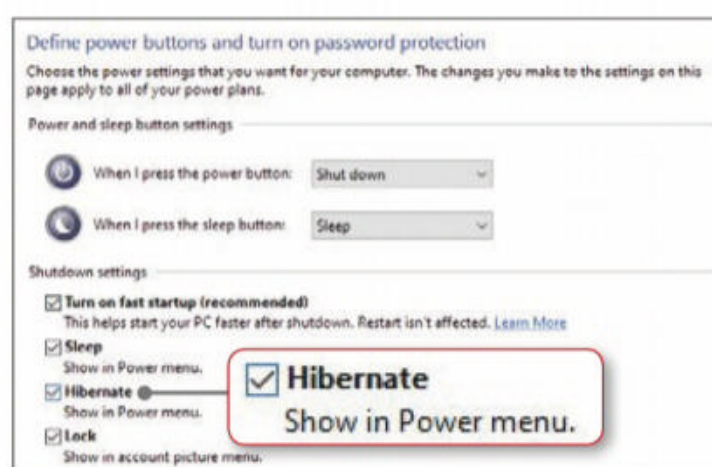 Define power buttons and turn on password protection
Choose the power settings that you want for your computer. The changes you make to the settings on this
page apply to all of your power plans.
Power and sleep button settings
When I press the power button: Shut down
When I press the sleep button: Sleep
Shutdown settings
Turn on fast startup (recommended)
This helps start your PC faster after shutdown. Restart isn't affected. Learn More
Sleep
Show in Power menu.
Hibernate
Show in Power menu.
Hibernate
Show in Power menu.
Lock
Show in account picture menu.